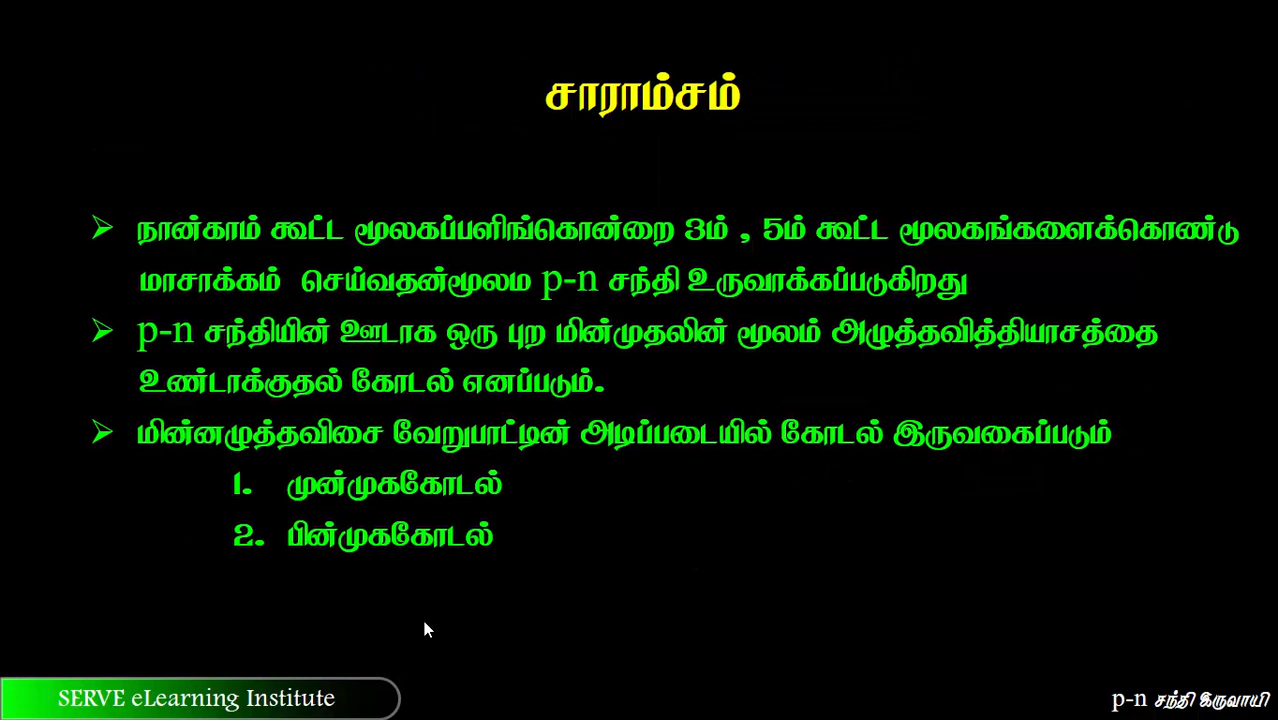 சாராம்சம்
➢ நான்காம் கூட்ட மூலகப்பளிங்கொன்றை 3ம் , 5ம் கூட்ட மூலகங்களைக்கொண்டு
மாசாக்கம் செய்வதன்மூலம p-n சந்தி உருவாக்கப்படுகிறது
➢ p-n சந்தியின் ஊடாக ஒரு புற மின்முதலின் மூலம் அழுத்தவித்தியாசத்தை
உண்டாக்குதல் கோடல் எனப்படும்.
➢ மின்னழுத்தவிசை வேறுபாட்டின் அடிப்படையில் கோடல் இருவகைப்படும்
1. முன்முககோடல்
2. பின்முககோடல்
SERVE eLearning Institute
p-n சந்தி இருவாயி